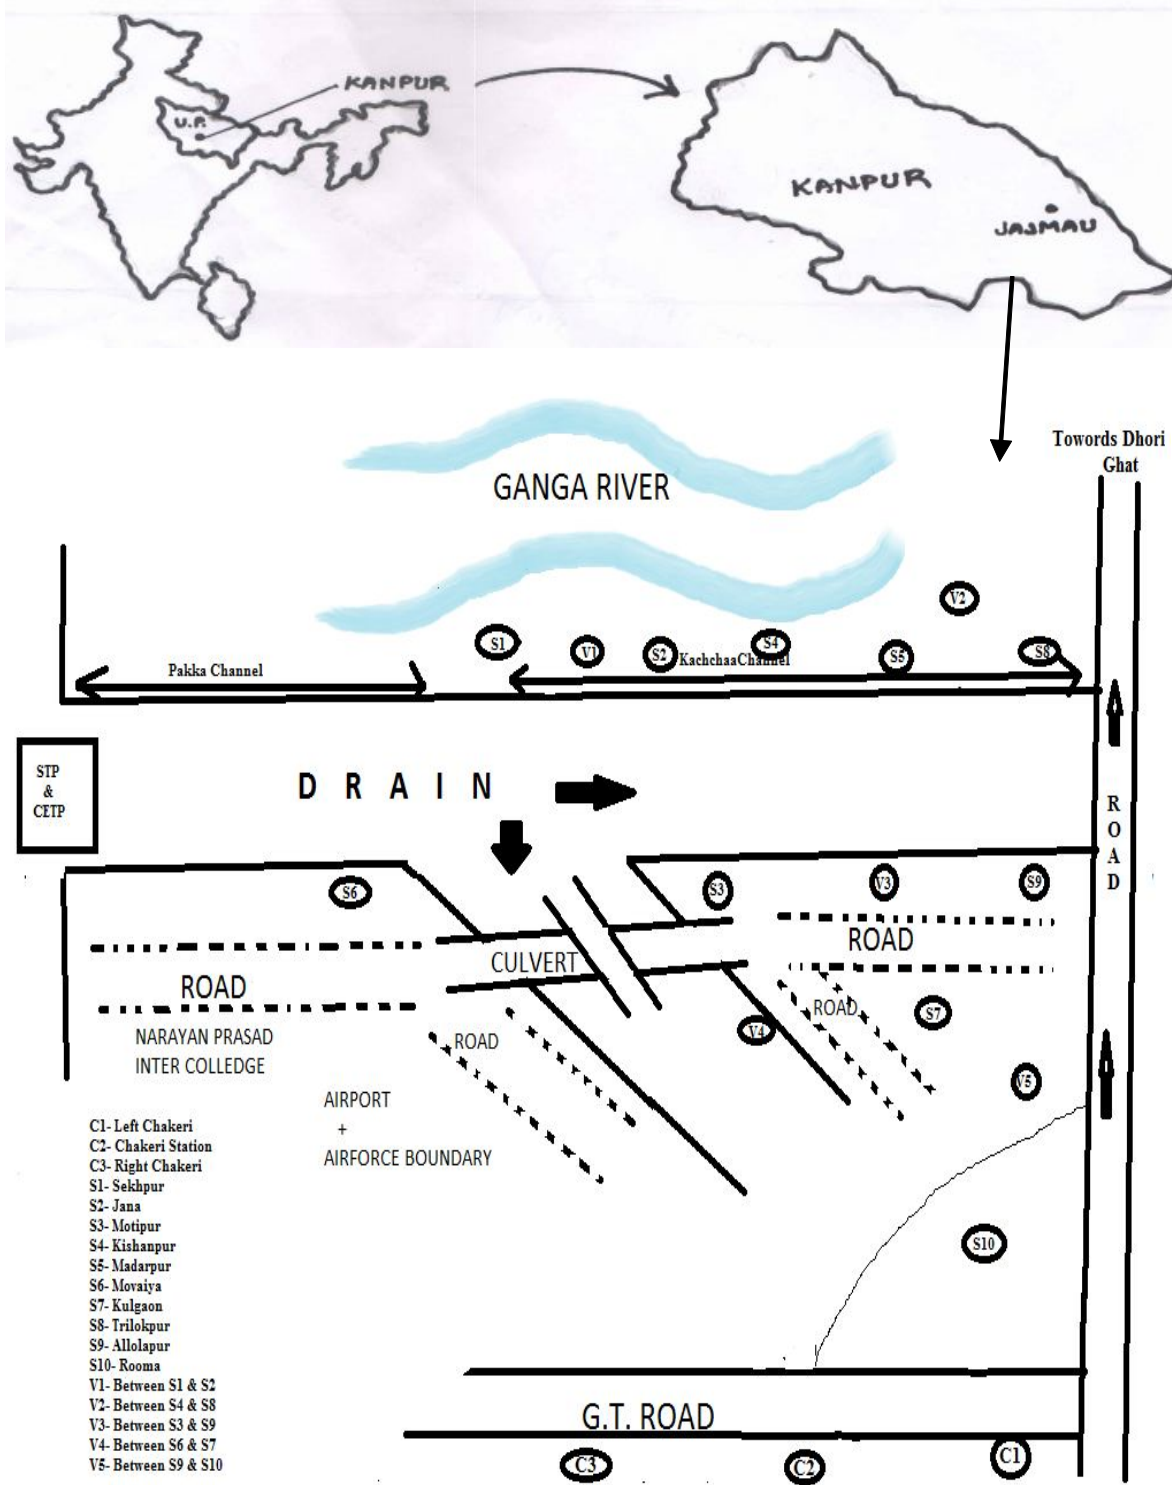 KANPUR
U.P.
KANPUR
JAJMAU
Towords Dhori
Ghat
GANGA RIVER
V2
S1
V1
S2
S4
S5
S8
Pakka Channel
KachchaaChannel
STP
&
CETP
D R A I N
R
O
A
D
S6
S3
V3
S9
ROAD
CULVERT
ROAD
NARAYAN PRASAD
INTER COLLEDGE
ROAD
V4
ROAD
S7
V5
AIRPORT
+
AIRFORCE BOUNDARY
C1- Left Chakeri
C2- Chakeri Station
C3- Right Chakeri
S1- Sekhpur
S2- Jana
S3- Motipur
S4- Kishanpur
S5- Madarpur
S6- Movaiya
S7- Kulgaon
S8- Trilokpur
S9- Allolapur
S10- Rooma
V1- Between S1 & S2
V2- Between S4 & S8
V3- Between S3 & S9
V4- Between S6 & S7
V5- Between S9 & S10
S10
G.T. ROAD
C3
C2
C1